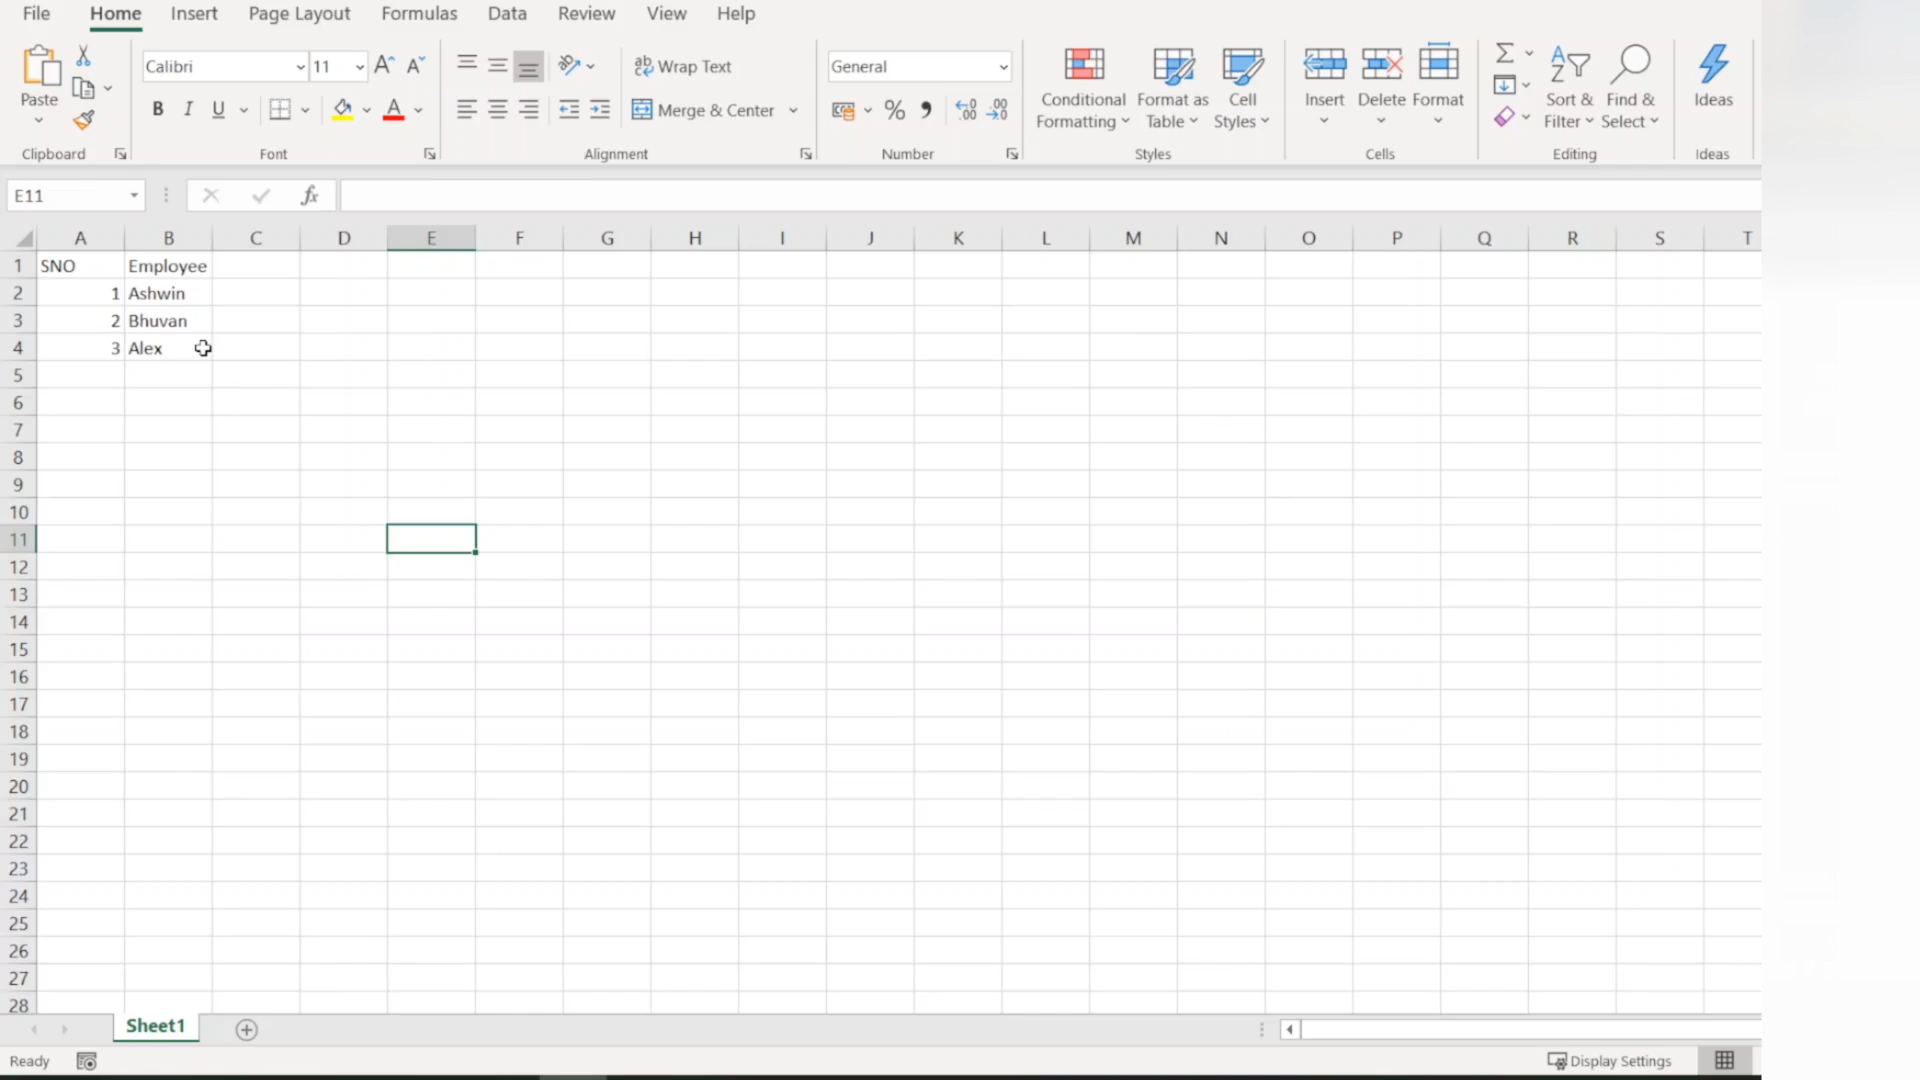 File Home Insert Page Layout Formulas Data Review View Help
Calibri 11 A A ab Wrap Text General
Paste Conditional Formatting Format as Table Cell Styles Insert Delete Format Sort & Filter Find & Select Ideas
B I U A Merge & Center % , .00 .00
Clipboard Font Alignment Number Styles Cells Editing Ideas
E11 fx
A B C D E F G H I J K L M N O P Q R S T
1 SNO Employee
2 1 Ashwin
3 2 Bhuvan
4 3 Alex
5
6
7
8
9
10
11
12
13
14
15
16
17
18
19
20
21
22
23
24
25
26
27
28
Sheet1
Ready Display Settings